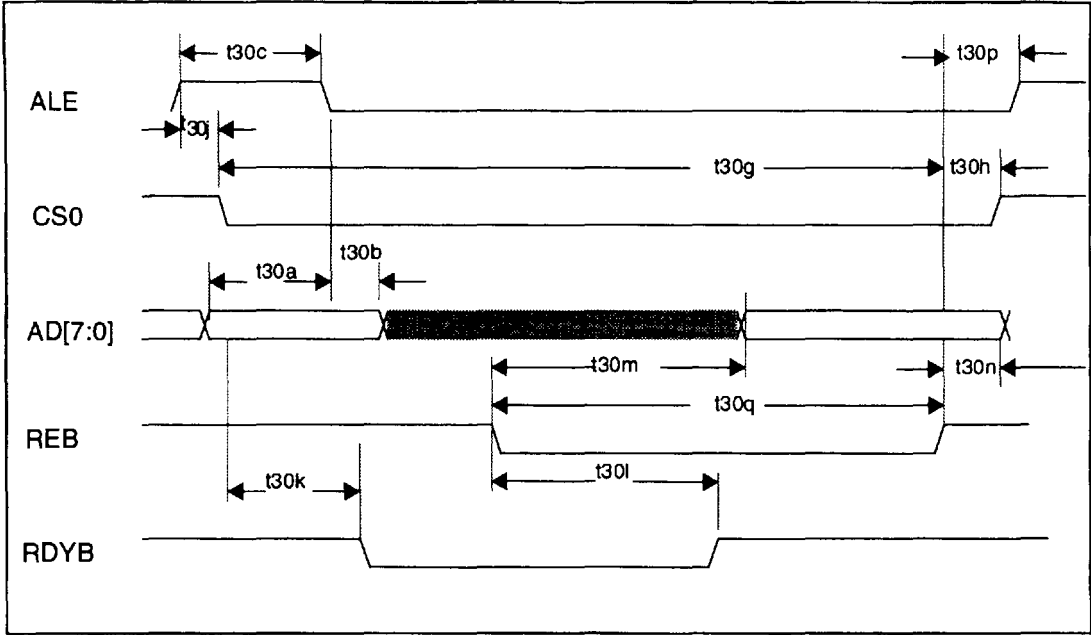 t30c
t30p
ALE
t30j
t30g
t30h
CS0
t30b
t30a
AD[7:0]
t30m
t30n
t30q
REB
t30l
t30k
RDYB